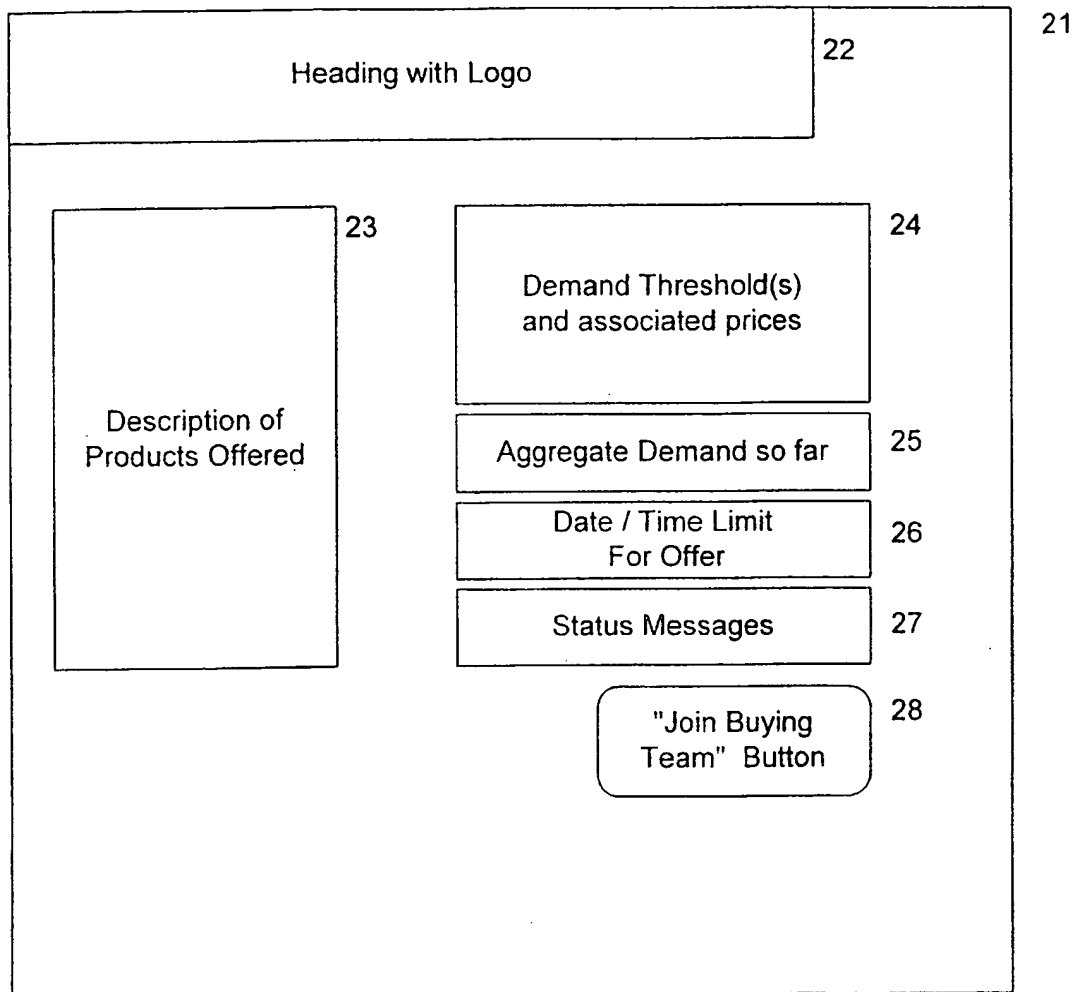 21
Heading with Logo
22
Description of
Products Offered
23
Demand Threshold(s)
and associated prices
24
Aggregate Demand so far
25
Date / Time Limit
For Offer
26
Status Messages
27
"Join Buying
Team" Button
28